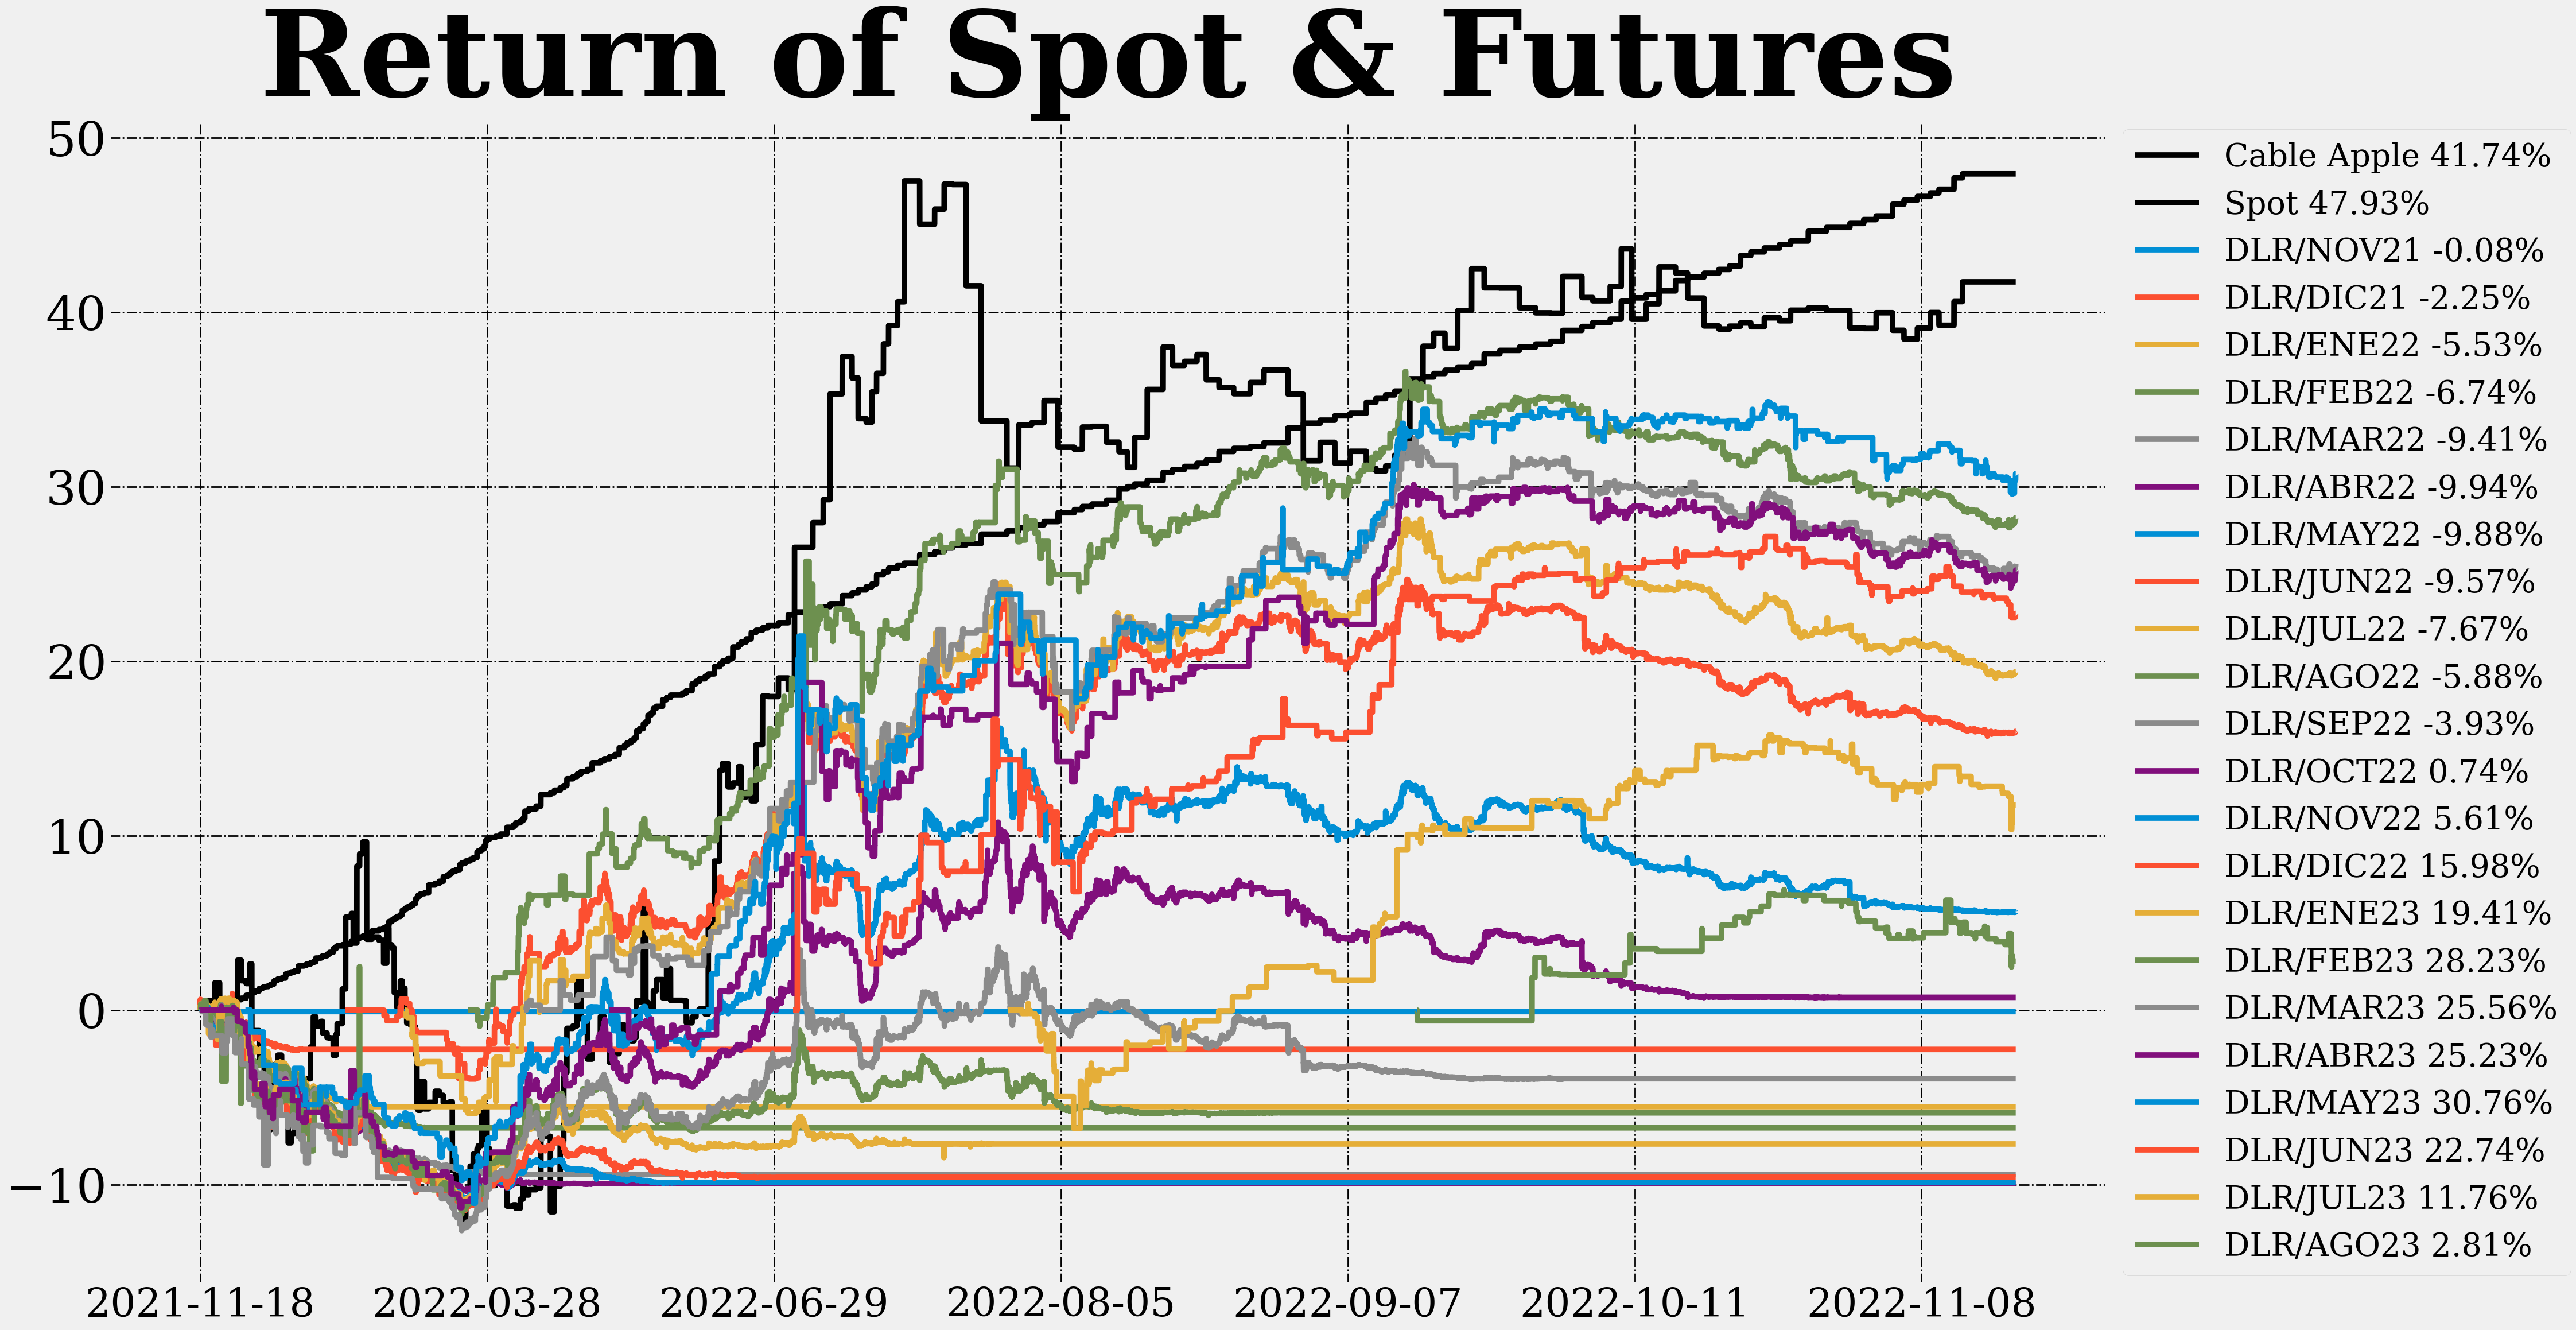 Return of Spot & Futures
50
40
30
20
10
0
−10
2021-11-18
2022-03-28
2022-06-29
2022-08-05
2022-09-07
2022-10-11
2022-11-08
Cable Apple 41.74%
Spot 47.93%
DLR/NOV21 -0.08%
DLR/DIC21 -2.25%
DLR/ENE22 -5.53%
DLR/FEB22 -6.74%
DLR/MAR22 -9.41%
DLR/ABR22 -9.94%
DLR/MAY22 -9.88%
DLR/JUN22 -9.57%
DLR/JUL22 -7.67%
DLR/AGO22 -5.88%
DLR/SEP22 -3.93%
DLR/OCT22 0.74%
DLR/NOV22 5.61%
DLR/DIC22 15.98%
DLR/ENE23 19.41%
DLR/FEB23 28.23%
DLR/MAR23 25.56%
DLR/ABR23 25.23%
DLR/MAY23 30.76%
DLR/JUN23 22.74%
DLR/JUL23 11.76%
DLR/AGO23 2.81%